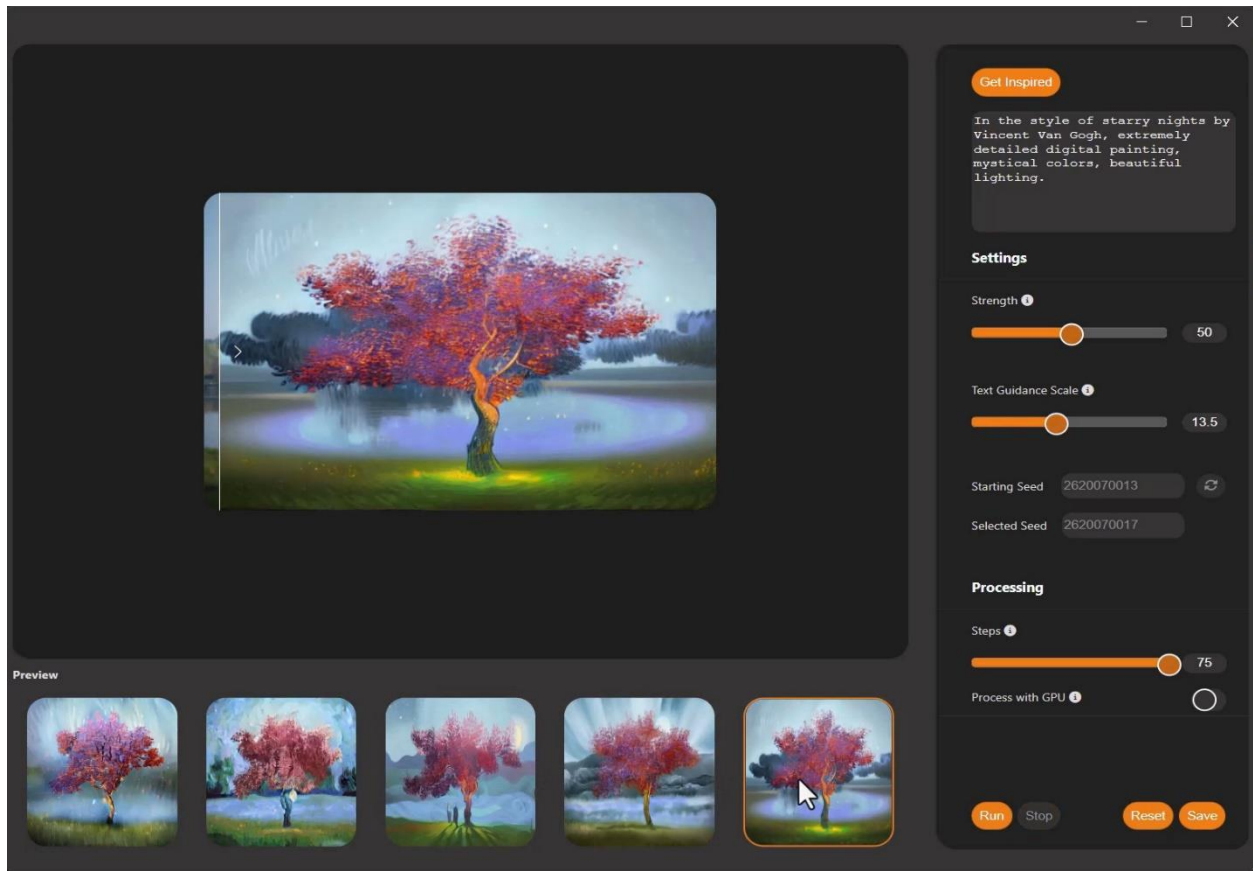 Get Inspired
In the style of starry nights by
Vincent Van Gogh, extremely
detailed digital painting,
mystical colors, beautiful
lighting.
Settings
Strength
50
Text Guidance Scale
13.5
Starting Seed 2620070013
Selected Seed 2620070017
Processing
Steps
75
Process with GPU
Run Stop Reset Save
Preview